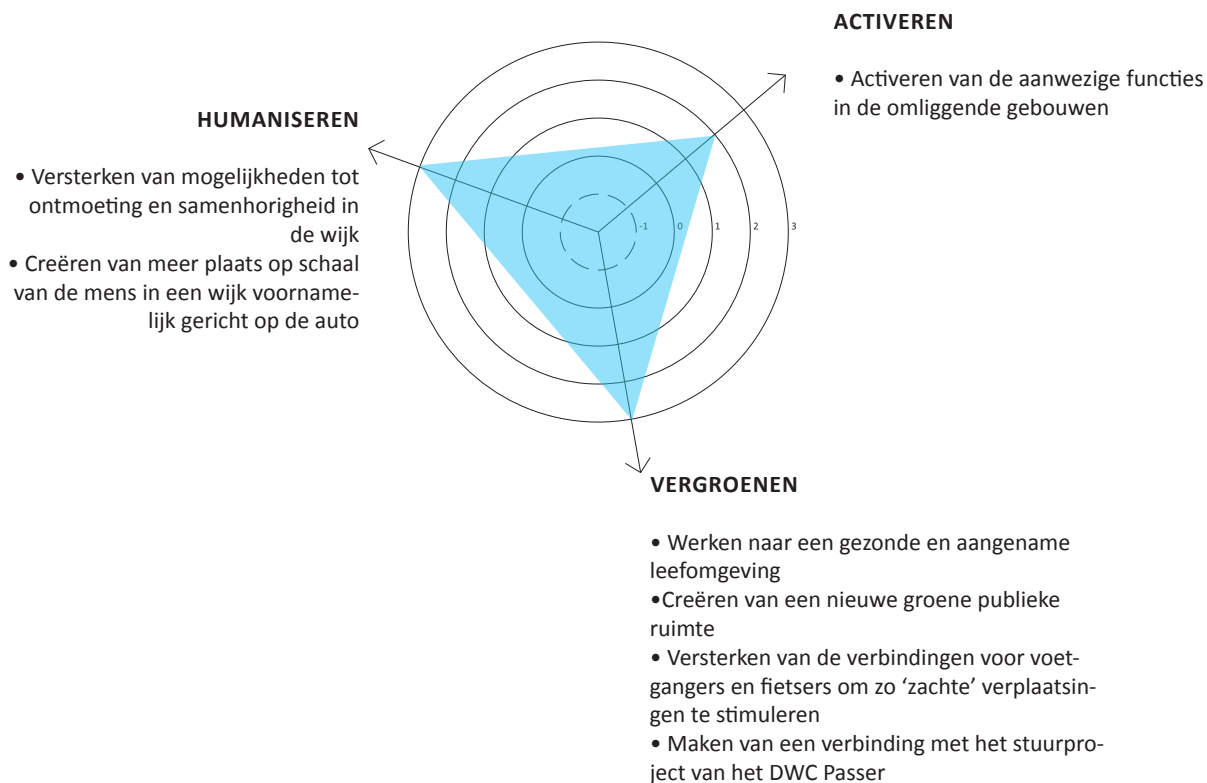 ACTIVEREN
• Activeren van de aanwezige functies
in de omliggende gebouwen
HUMANISEREN
• Versterken van mogelijkheden tot
ontmoeting en samenhorigheid in
de wijk
• Creëren van meer plaats op schaal
van de mens in een wijk voorname-
lijk gericht op de auto
-1 0 1 2 3
VERGROENEN
• Werken naar een gezonde en aangename
leefomgeving
•Creëren van een nieuwe groene publieke
ruimte
• Versterken van de verbindingen voor voet-
gangers en fietsers om zo ‘zachte’ verplaatsin-
gen te stimuleren
• Maken van een verbinding met het stuurpro-
ject van het DWC Passer